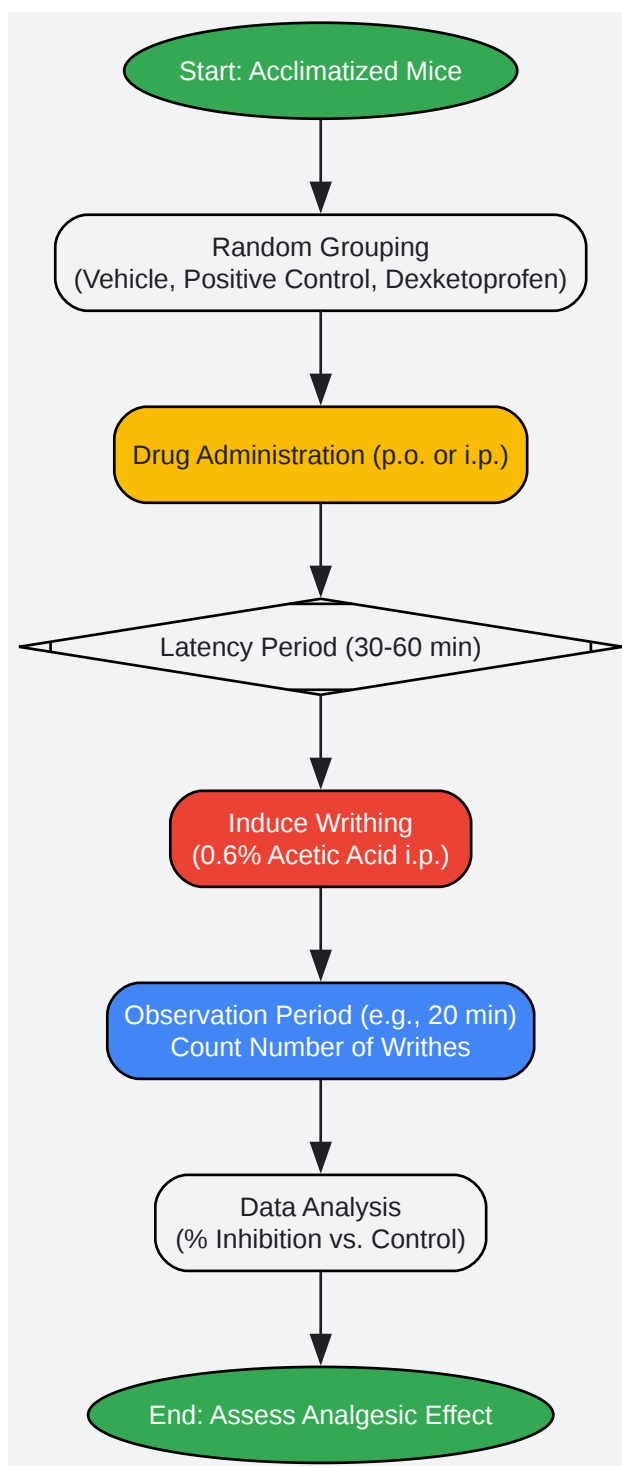 Start: Acclimatized Mice
Random Grouping
(Vehicle, Positive Control, Dexketoprofen)
Drug Administration (p.o. or i.p.)
Latency Period (30-60 min)
Induce Writhing
(0.6% Acetic Acid i.p.)
Observation Period (e.g., 20 min)
Count Number of Writhes
Data Analysis
(% Inhibition vs. Control)
End: Assess Analgesic Effect